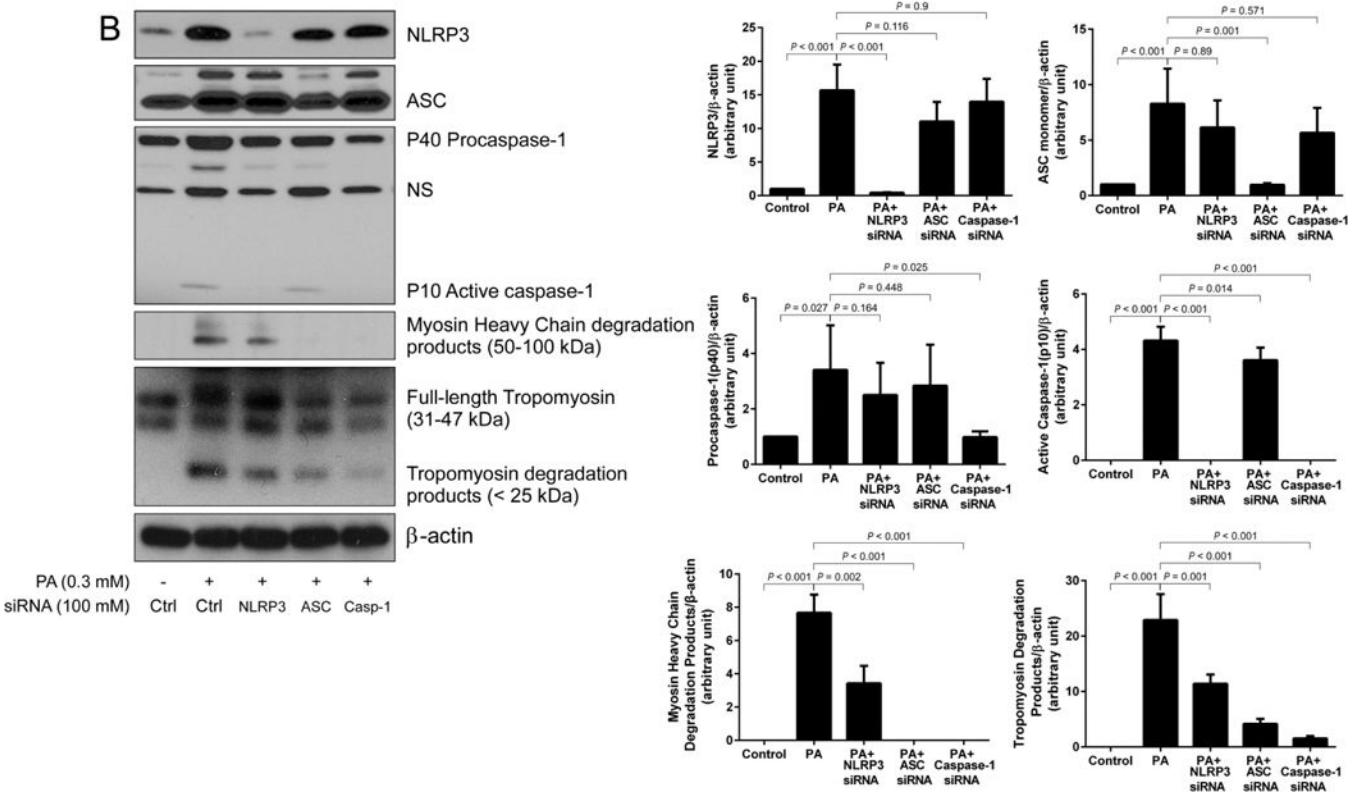 B
NLRP3
ASC
P40 Procaspase-1
NS
P10 Active caspase-1
Myosin Heavy Chain degradation
products (50-100 kDa)
Full-length Tropomyosin
(31-47 kDa)
Tropomyosin degradation
products (< 25 kDa)
β-actin
PA (0.3 mM) - + + + +
siRNA (100 mM) Ctrl Ctrl NLRP3 ASC Casp-1
P = 0.9
P = 0.116
P < 0.001 P < 0.001
NLRP3/β-actin
(arbitrary unit)
25
20
15
10
5
0
Control PA PA+ PA+ PA+
NLRP3 ASC Caspase-1
siRNA siRNA siRNA
P = 0.571
P = 0.001
P < 0.001 P = 0.89
ASC monomer/β-actin
(arbitrary unit)
15
10
5
0
Control PA PA+ PA+ PA+
NLRP3 ASC Caspase-1
siRNA siRNA siRNA
P = 0.025
P = 0.448
P = 0.027 P = 0.164
Procaspase-1(p40)/β-actin
(arbitrary unit)
6
4
2
0
Control PA PA+ PA+ PA+
NLRP3 ASC Caspase-1
siRNA siRNA siRNA
P < 0.001
P = 0.014
P < 0.001 P < 0.001
Active Caspase-1(p10)/β-actin
(arbitrary unit)
6
4
2
0
Control PA PA+ PA+ PA+
NLRP3 ASC Caspase-1
siRNA siRNA siRNA
P < 0.001
P < 0.001
P < 0.001 P = 0.002
Myosin Heavy Chain
Degradation Products/β-actin
(arbitrary unit)
10
8
6
4
2
0
Control PA PA+ PA+ PA+
NLRP3 ASC Caspase-1
siRNA siRNA siRNA
P < 0.001
P < 0.001
P < 0.001 P = 0.001
Tropomyosin Degradation
Products/β-actin
(arbitrary unit)
30
20
10
0
Control PA PA+ PA+ PA+
NLRP3 ASC Caspase-1
siRNA siRNA siRNA